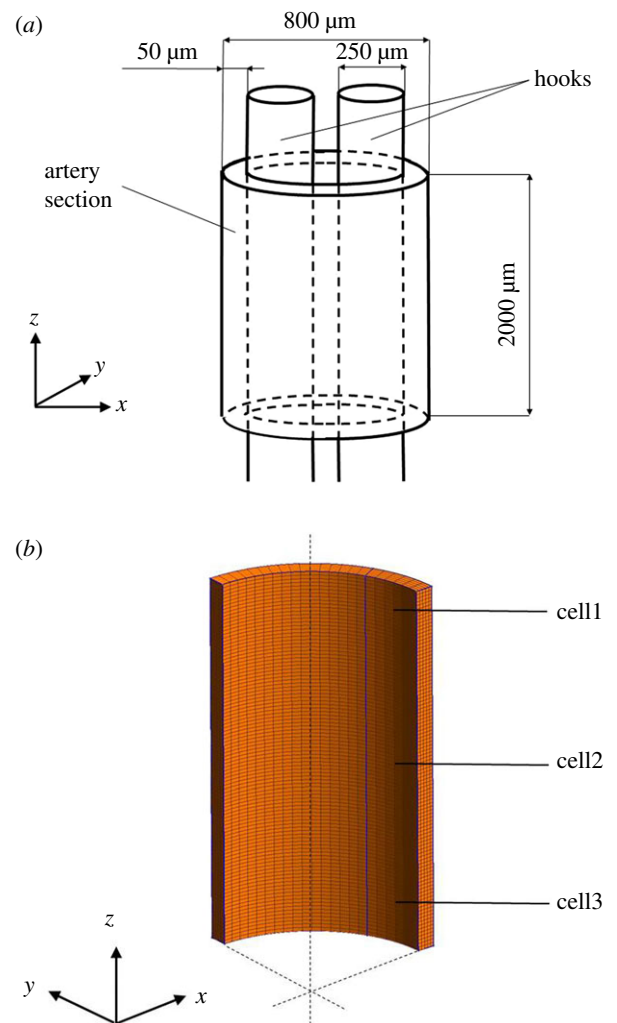 (a)
800 µm
50 µm
250 µm
hooks
artery
section
2000 µm
z
y
x
(b)
cell1
cell2
cell3
z
y
x